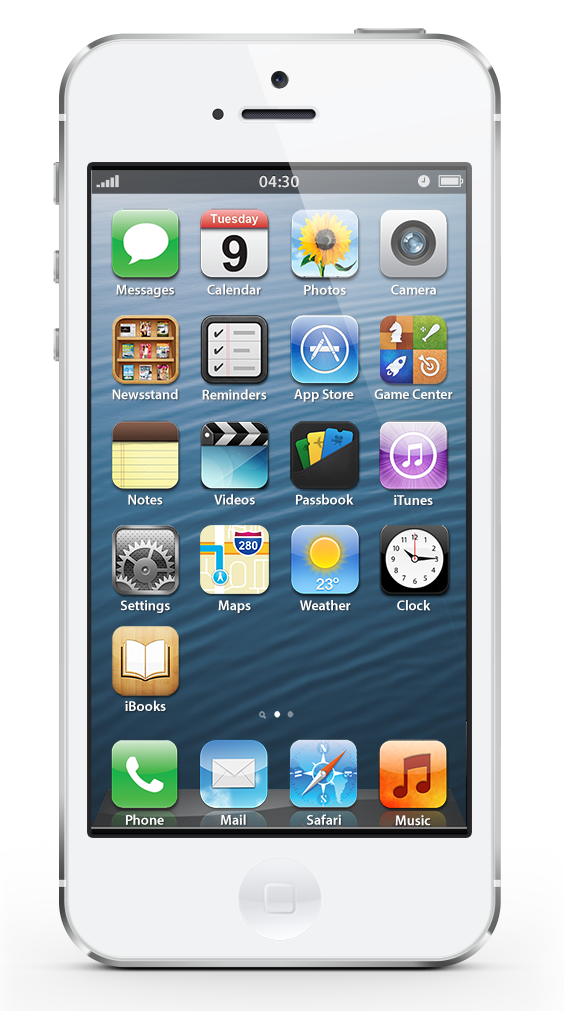 04:30
Tuesday
9
Messages Calendar Photos Camera
Newsstand Reminders App Store Game Center
280
Notes Videos Passbook iTunes
23°
12
Settings Maps Weather Clock
iBooks
N
Phone Mail Safari Music